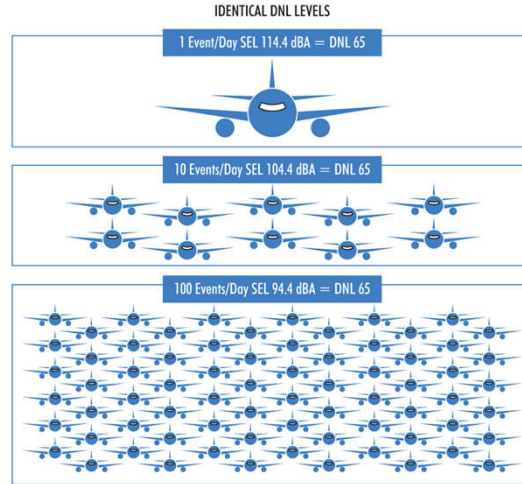 IDENTICAL DNL LEVELS
1 Event/Day SEL 114.4 dBA = DNL 65
10 Events/Day SEL 104.4 dBA = DNL 65
100 Events/Day SEL 94.4 dBA = DNL 65